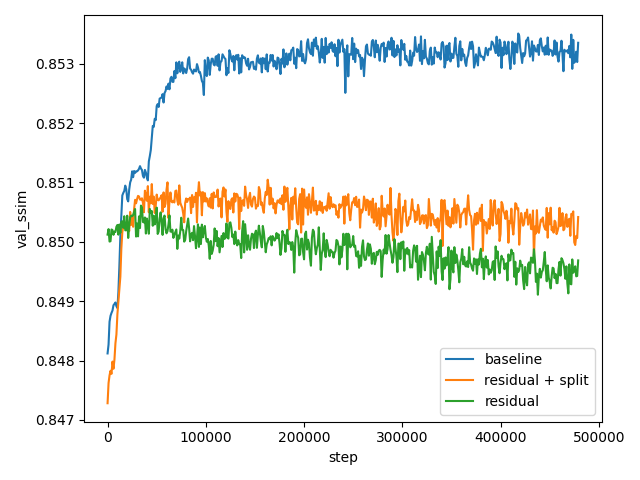 val_ssim
0.853
0.852
0.851
0.850
0.849
0.848
0.847
0
100000
200000
300000
400000
500000
step
baseline
residual + split
residual